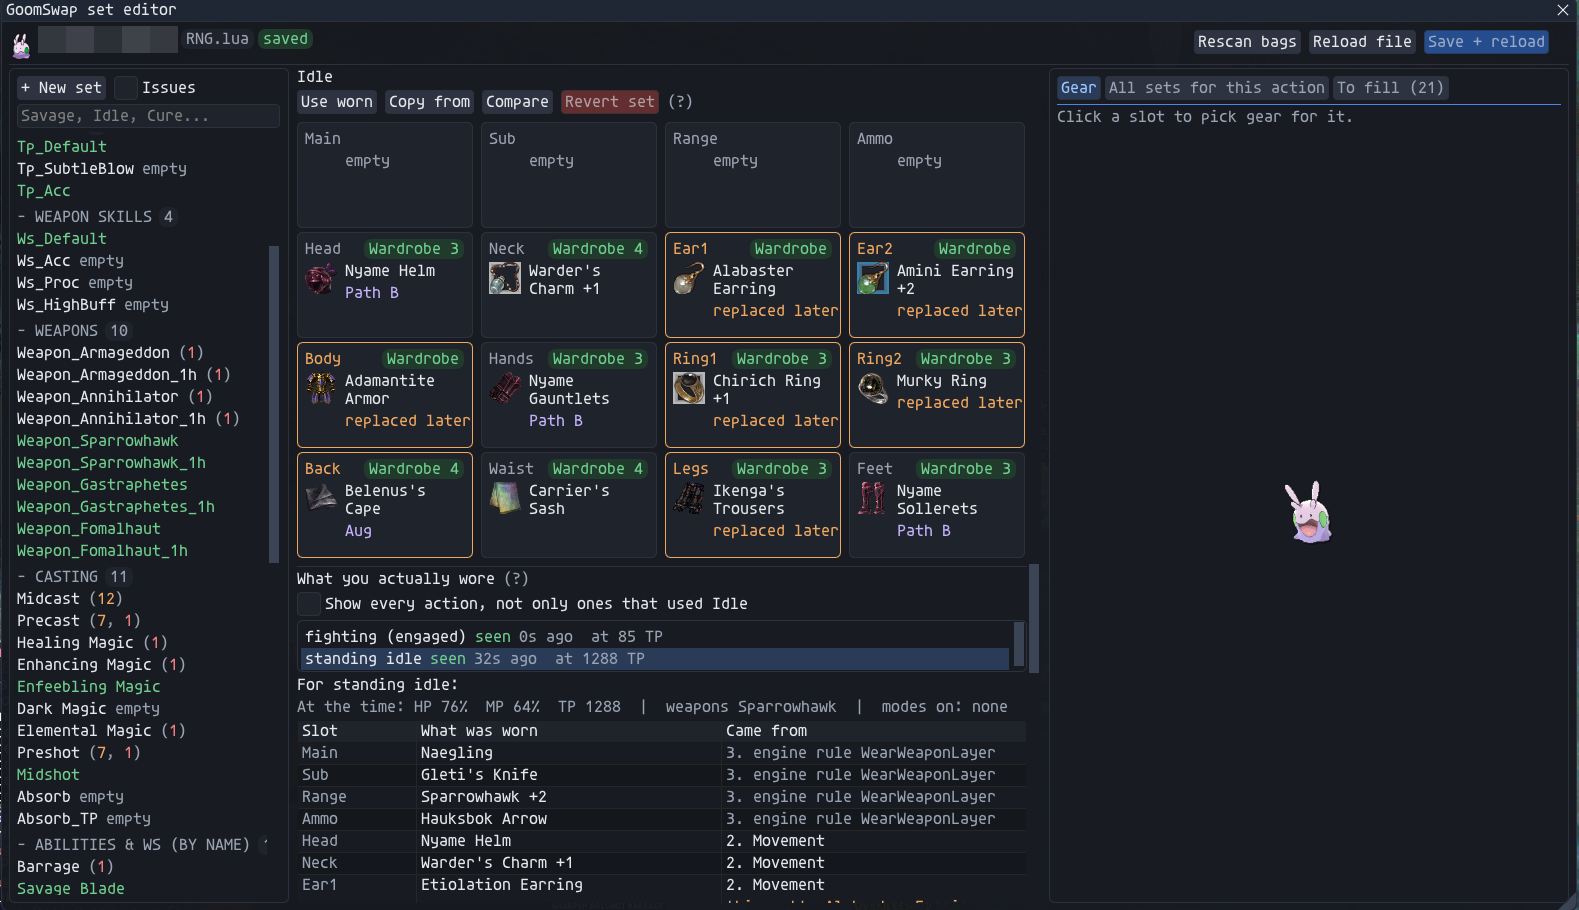 GoomSwap set editor
RNG.lua saved
Rescan bags Reload file Save + reload
+ New set Issues
Savage, Idle, Cure...
Tp_Default
Tp_SubtleBlow empty
Tp_Acc
- WEAPON SKILLS 4
Ws_Default
Ws_Acc empty
Ws_Proc empty
Ws_HighBuff empty
- WEAPONS 10
Weapon_Armageddon (1)
Weapon_Armageddon_1h (1)
Weapon_Annihilator (1)
Weapon_Annihilator_1h (1)
Weapon_Sparrowhawk
Weapon_Sparrowhawk_1h
Weapon_Gastraphetes
Weapon_Gastraphetes_1h
Weapon_Fomalhaut
Weapon_Fomalhaut_1h
- CASTING 11
Midcast (12)
Precast (7, 1)
Healing Magic (1)
Enhancing Magic (1)
Enfeebling Magic
Dark Magic empty
Elemental Magic (1)
Preshot (7, 1)
Midshot
Absorb empty
Absorb_TP empty
- ABILITIES & WS (BY NAME)
Barrage (1)
Savage Blade
Idle
Use worn Copy from Compare Revert set (?)
Main
empty
Sub
empty
Range
empty
Ammo
empty
Head Wardrobe 3
Nyame Helm
Path B
Neck Wardrobe 4
Warder's
Charm +1
Ear1 Wardrobe
Alabaster
Earring
replaced later
Ear2 Wardrobe
Amini Earring
+2
replaced later
Body Wardrobe
Adamantite
Armor
replaced later
Hands Wardrobe 3
Nyame
Gauntlets
Path B
Ring1 Wardrobe 3
Chirich Ring
+1
replaced later
Ring2 Wardrobe 3
Murky Ring
replaced later
Back Wardrobe 4
Belenus's
Cape
Aug
Waist Wardrobe 4
Carrier's
Sash
Legs Wardrobe 3
Ikenga's
Trousers
replaced later
Feet Wardrobe 3
Nyame
Sollerets
Path B
What you actually wore (?)
Show every action, not only ones that used Idle
fighting (engaged) seen 0s ago at 85 TP
standing idle seen 32s ago at 1288 TP
For standing idle:
At the time: HP 76% MP 64% TP 1288 | weapons Sparrowhawk | modes on: none
Slot What was worn Came from
Main Naegling 3. engine rule WearWeaponLayer
Sub Gleti's Knife 3. engine rule WearWeaponLayer
Range Sparrowhawk +2 3. engine rule WearWeaponLayer
Ammo Hauksbok Arrow 3. engine rule WearWeaponLayer
Head Nyame Helm 2. Movement
Neck Warder's Charm +1 2. Movement
Ear1 Etiolation Earring 2. Movement
Gear All sets for this action To fill (21)
Click a slot to pick gear for it.